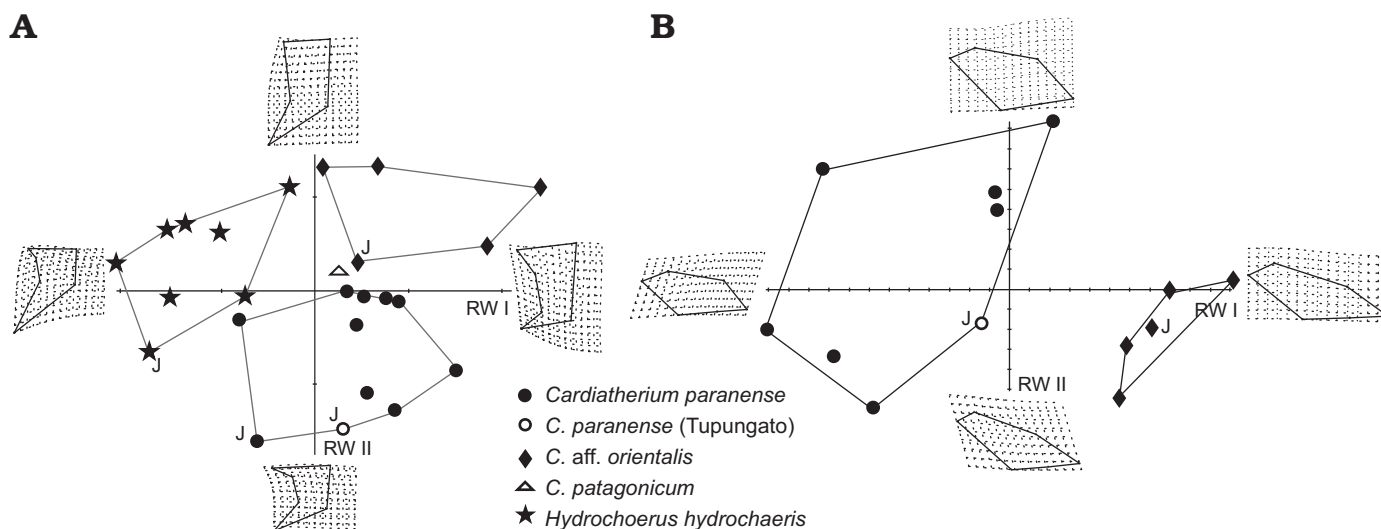 A
B
J
RW I
J
J
J
RW II
J
RW I
J
RW II
Cardiatherium paranense
C. paranense (Tupungato)
C. aff. orientalis
C. patagonicum
Hydrochoerus hydrochaeris